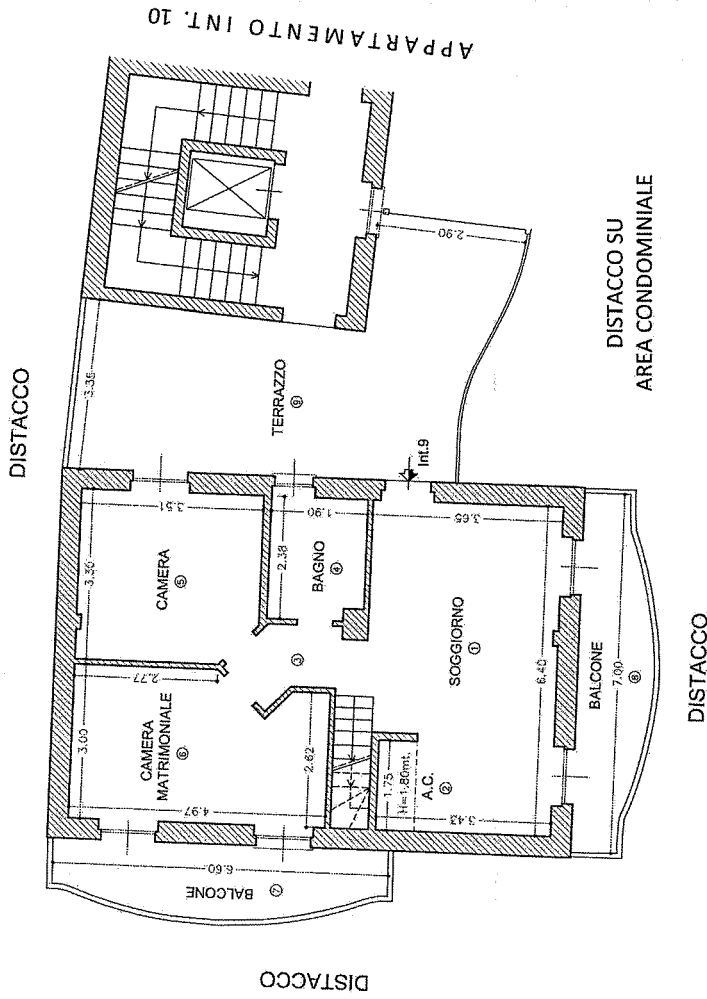 APPARTAMENTO INT. 10
DISTACCO
3.35
TERRAZZO
9
2.90
DISTACCO SU
AREA CONDOMINIALE
Int.9
3.51
3.30
CAMERA
5
1.90
2.38
BAGNO
4
3
2.77
3.00
CAMERA
MATRIMONIALE
6
4.97
2.62
3.65
SOGGIORNO
1
6.40
1.75
H=1.80mt.
A.C.
2
3.43
6.60
BALCONE
7
BALCONE
7.00
8
DISTACCO
DISTACCO